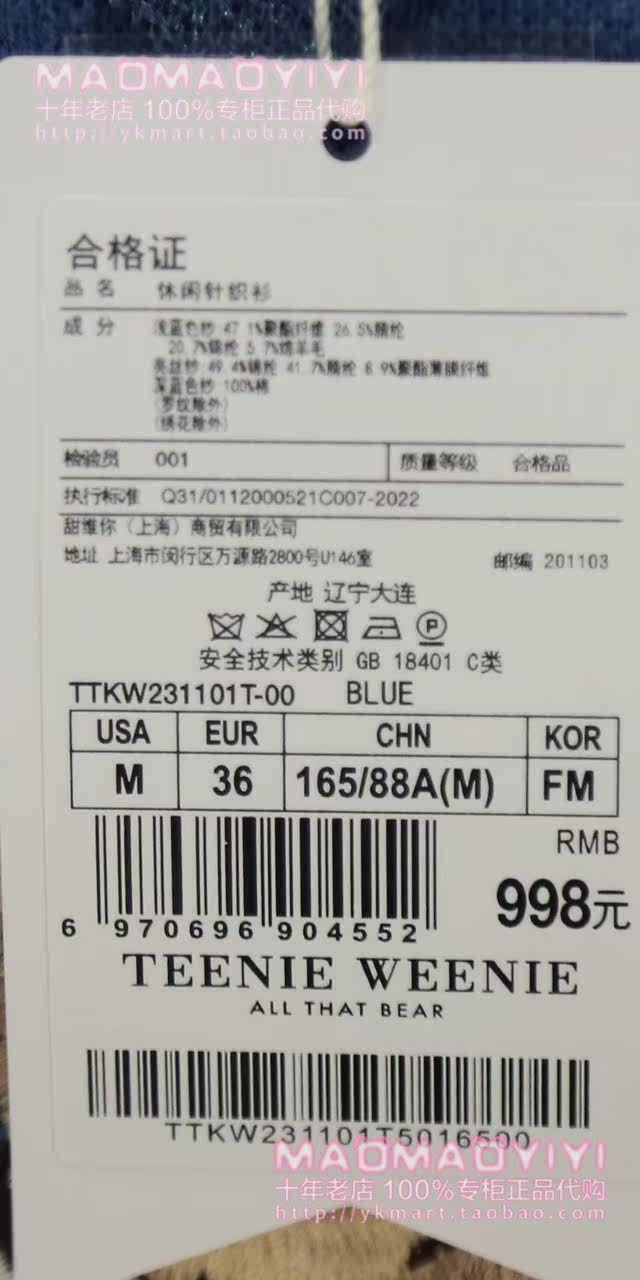 MAOMAOYIYI
十年老店 100%专柜正品代购
http://ykmart.taobao.com
合格证
品 名 休闲针织衫
成 分 浅蓝色纱 47.1%聚酯纤维 26.5%腈纶
20.7%锦纶 5.7%绵羊毛
亮丝纱 49.4%锦纶 41.7%腈纶 8.9%聚酯薄膜纤维
深蓝色纱 100%棉
(罗纹除外)
(绣花除外)
检验员 001 质量等级 合格品
执行标准 Q31/0112000521C007-2022
甜维你（上海）商贸有限公司
地址 上海市闵行区万源路2800号U146室 邮编 201103
产地 辽宁大连
P
安全技术类别 GB 18401 C类
TTKW231101T-00 BLUE
USA EUR CHN KOR
M 36 165/88A(M) FM
RMB
998元
6 970696 904552
TEENIE WEENIE
ALL THAT BEAR
TTKW231101T5016500
MAOMAOYIYI
十年老店 100%专柜正品代购
http://ykmart.taobao.com